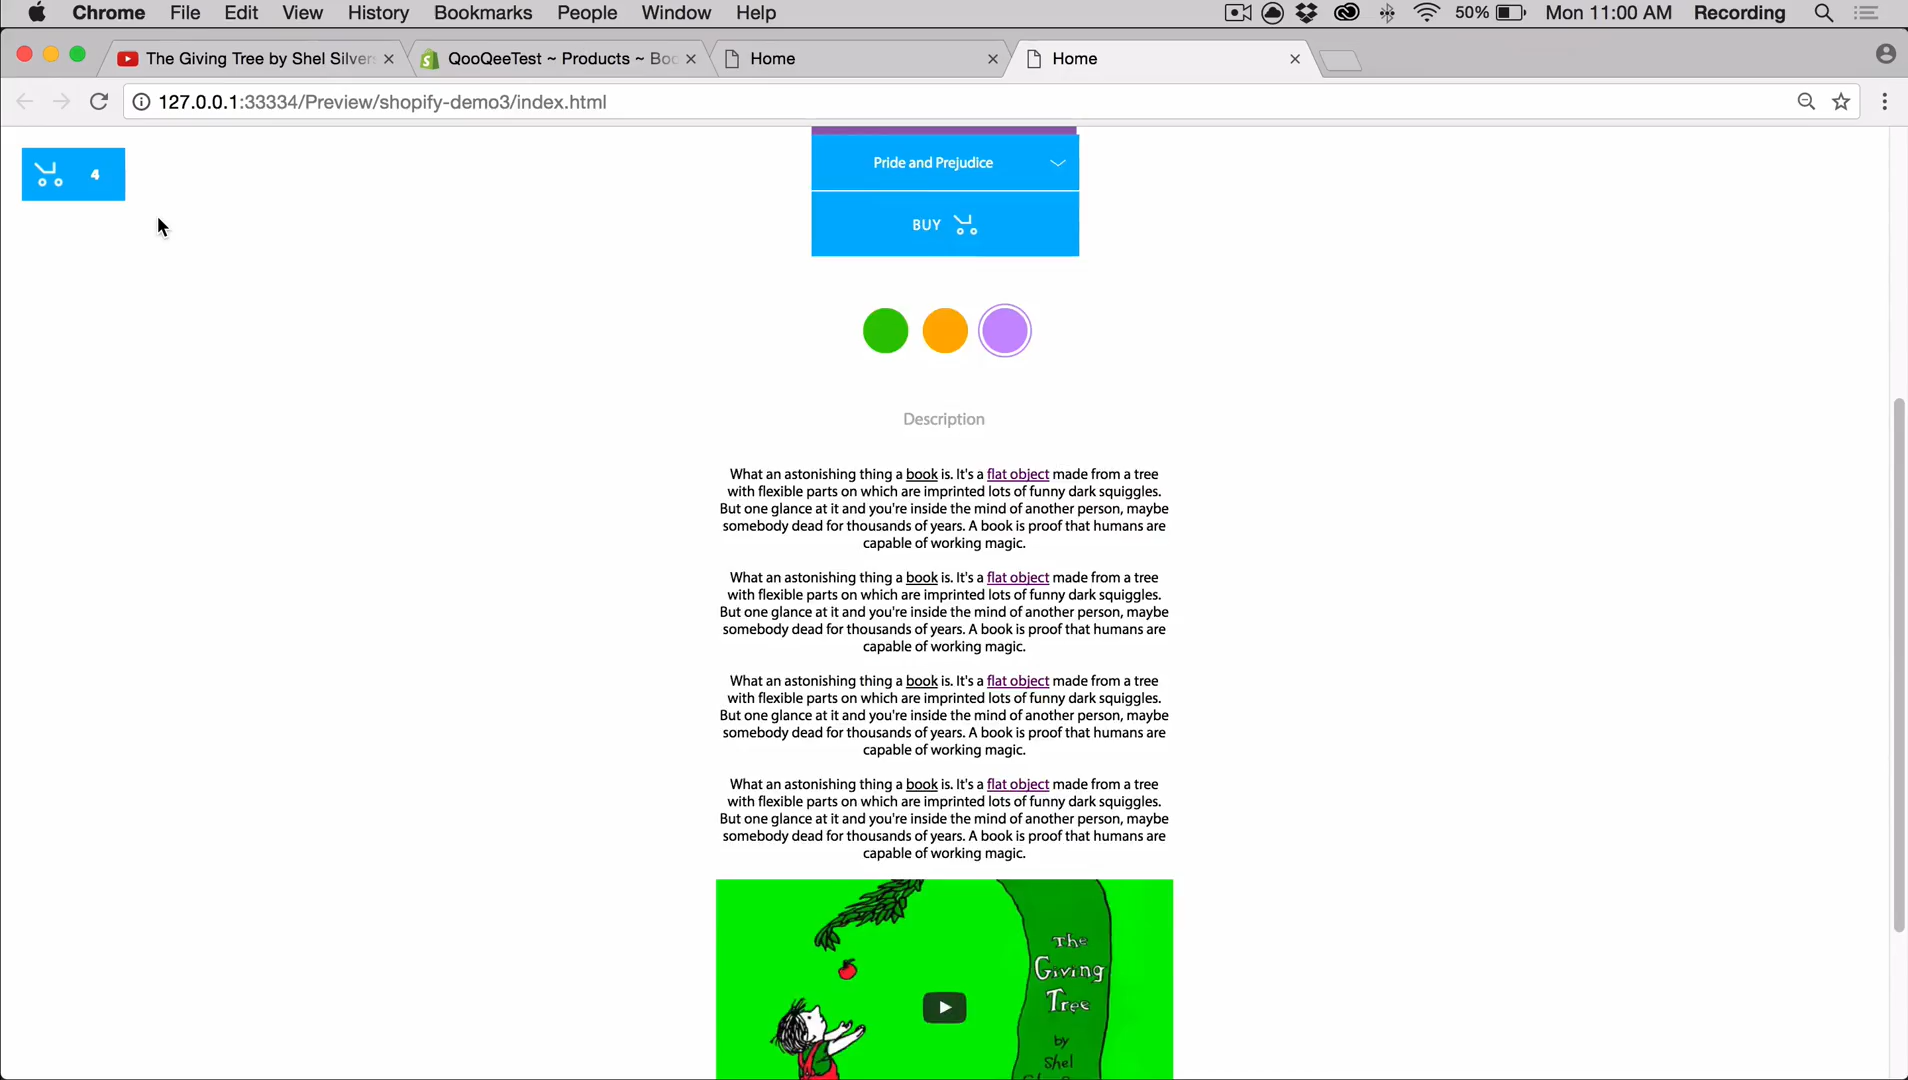 Chrome File Edit View History Bookmarks People Window Help 50% Mon 11:00 AM Recording
The Giving Tree by Shel Silvers QooQeeTest ~ Products ~ Boo Home Home
127.0.0.1:33334/Preview/shopify-demo3/index.html
4
Pride and Prejudice
BUY
Description
What an astonishing thing a book is. It's a flat object made from a tree
with flexible parts on which are imprinted lots of funny dark squiggles.
But one glance at it and you're inside the mind of another person, maybe
somebody dead for thousands of years. A book is proof that humans are
capable of working magic.
What an astonishing thing a book is. It's a flat object made from a tree
with flexible parts on which are imprinted lots of funny dark squiggles.
But one glance at it and you're inside the mind of another person, maybe
somebody dead for thousands of years. A book is proof that humans are
capable of working magic.
What an astonishing thing a book is. It's a flat object made from a tree
with flexible parts on which are imprinted lots of funny dark squiggles.
But one glance at it and you're inside the mind of another person, maybe
somebody dead for thousands of years. A book is proof that humans are
capable of working magic.
What an astonishing thing a book is. It's a flat object made from a tree
with flexible parts on which are imprinted lots of funny dark squiggles.
But one glance at it and you're inside the mind of another person, maybe
somebody dead for thousands of years. A book is proof that humans are
capable of working magic.
The
Giving
Tree
by
Shel